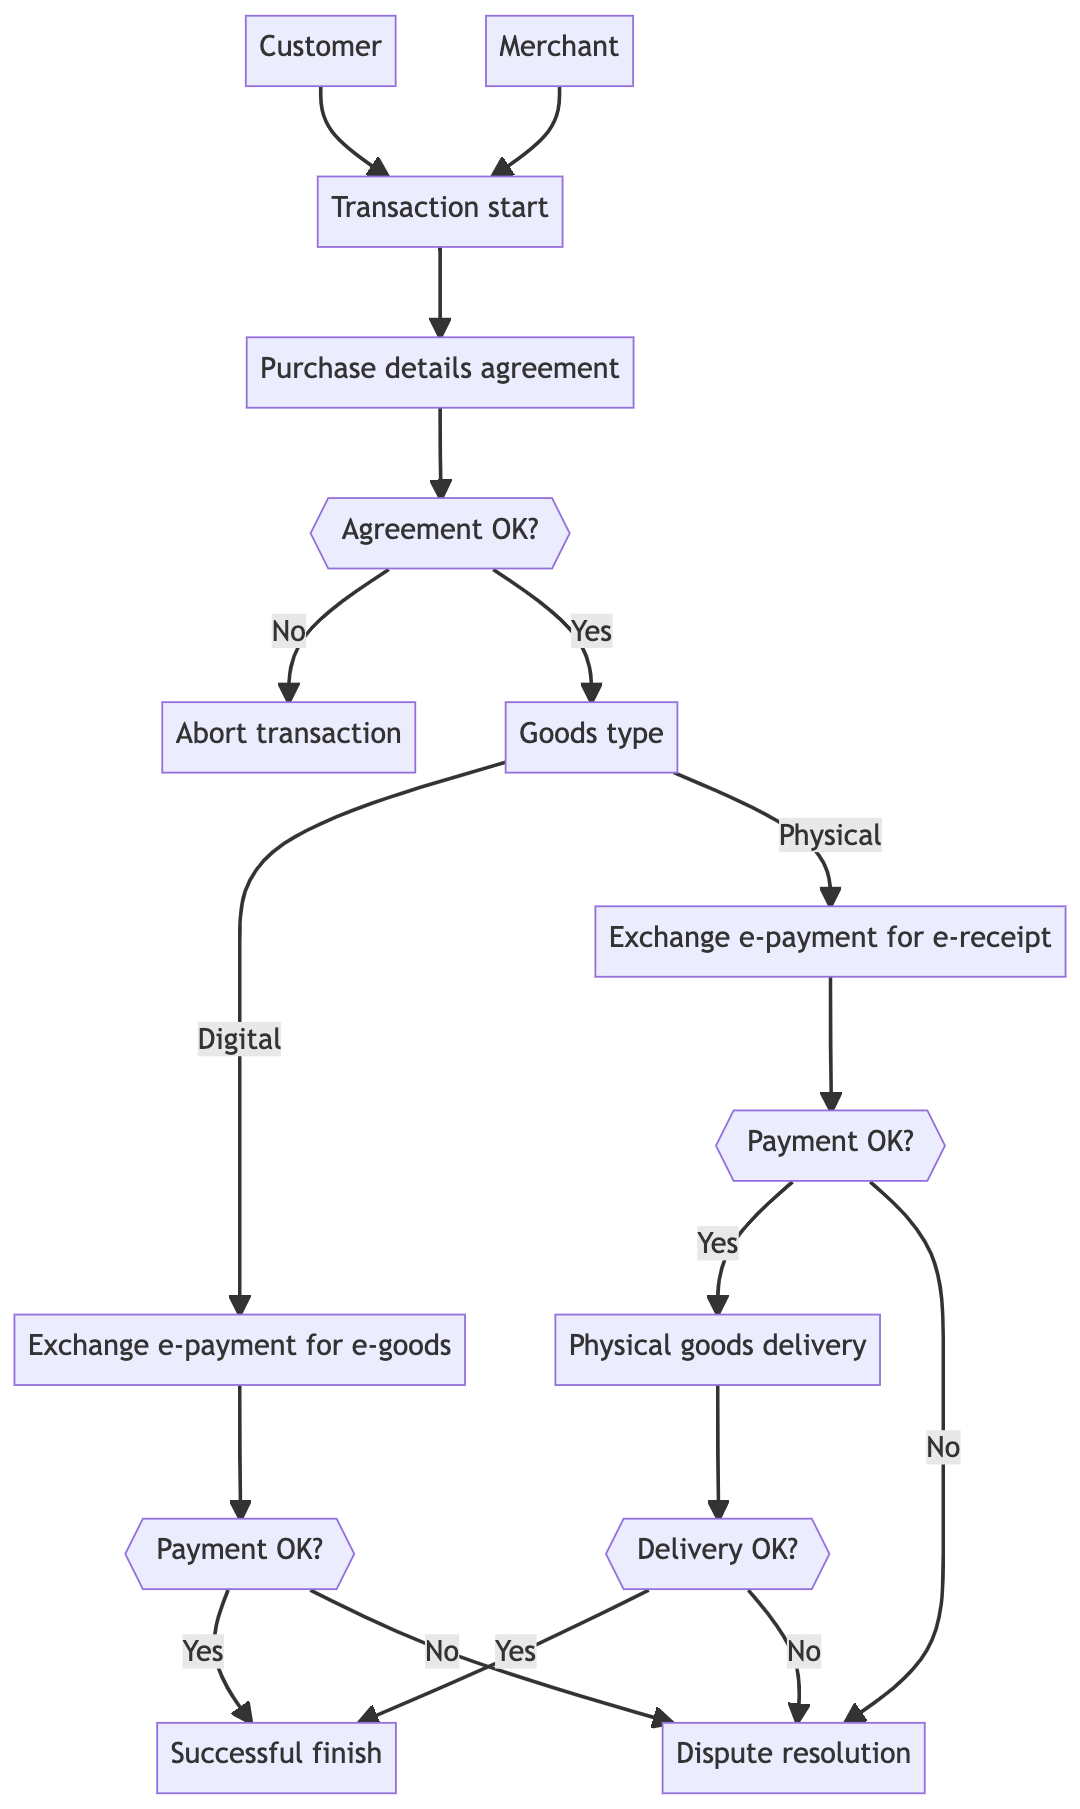 Customer
Merchant
Transaction start
Purchase details agreement
Agreement OK?
No
Yes
Abort transaction
Goods type
Physical
Exchange e-payment for e-receipt
Digital
Payment OK?
Yes
Exchange e-payment for e-goods
Physical goods delivery
No
Payment OK?
Delivery OK?
Yes
No
Yes
No
Successful finish
Dispute resolution